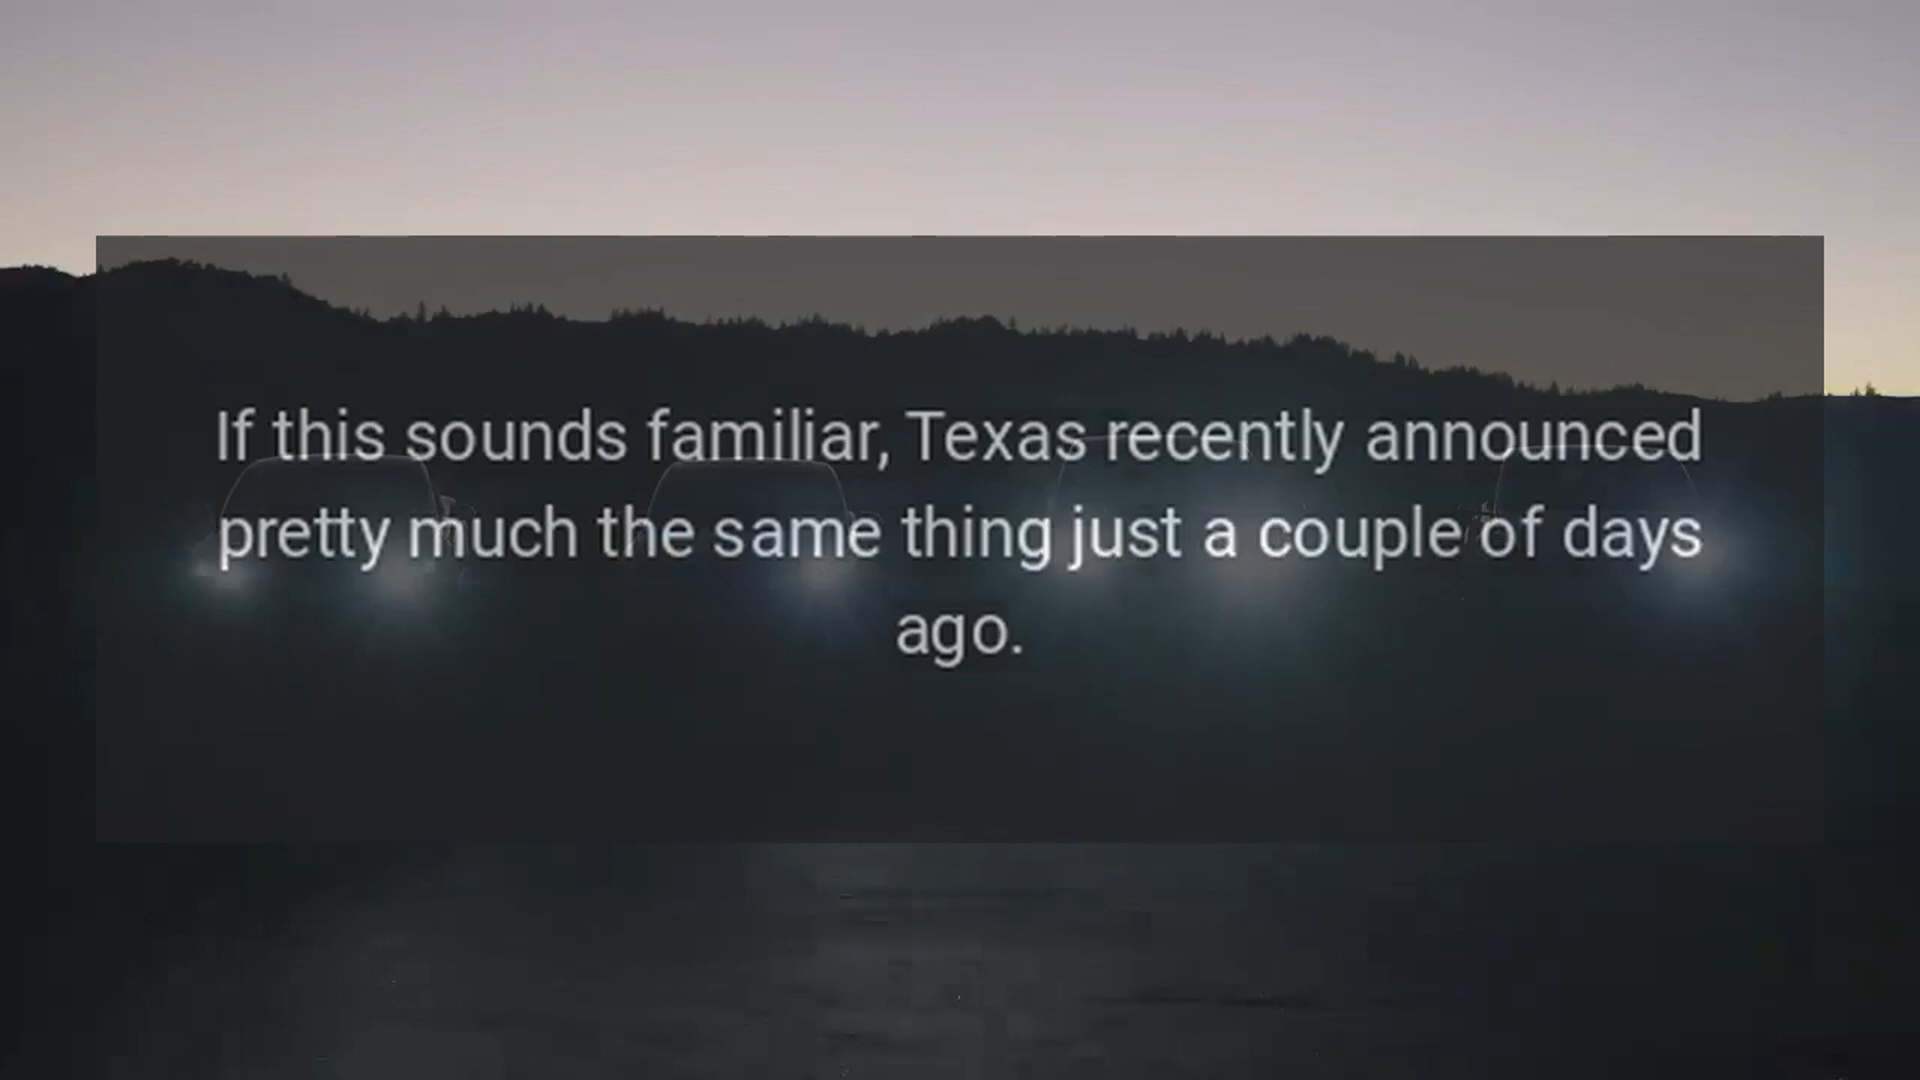 If this sounds familiar, Texas recently announced
pretty much the same thing just a couple of days
ago.